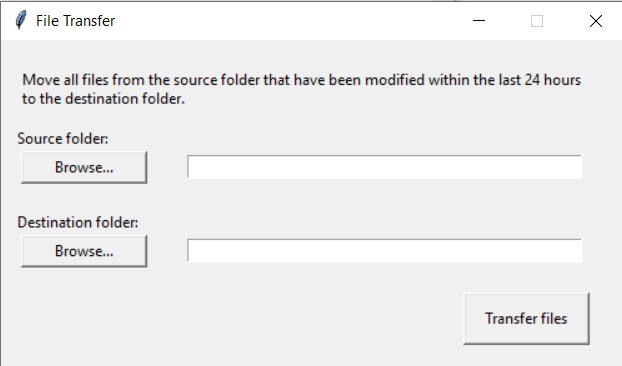 File Transfer
Move all files from the source folder that have been modified within the last 24 hours
to the destination folder.
Source folder:
Browse...
Destination folder:
Browse...
Transfer files